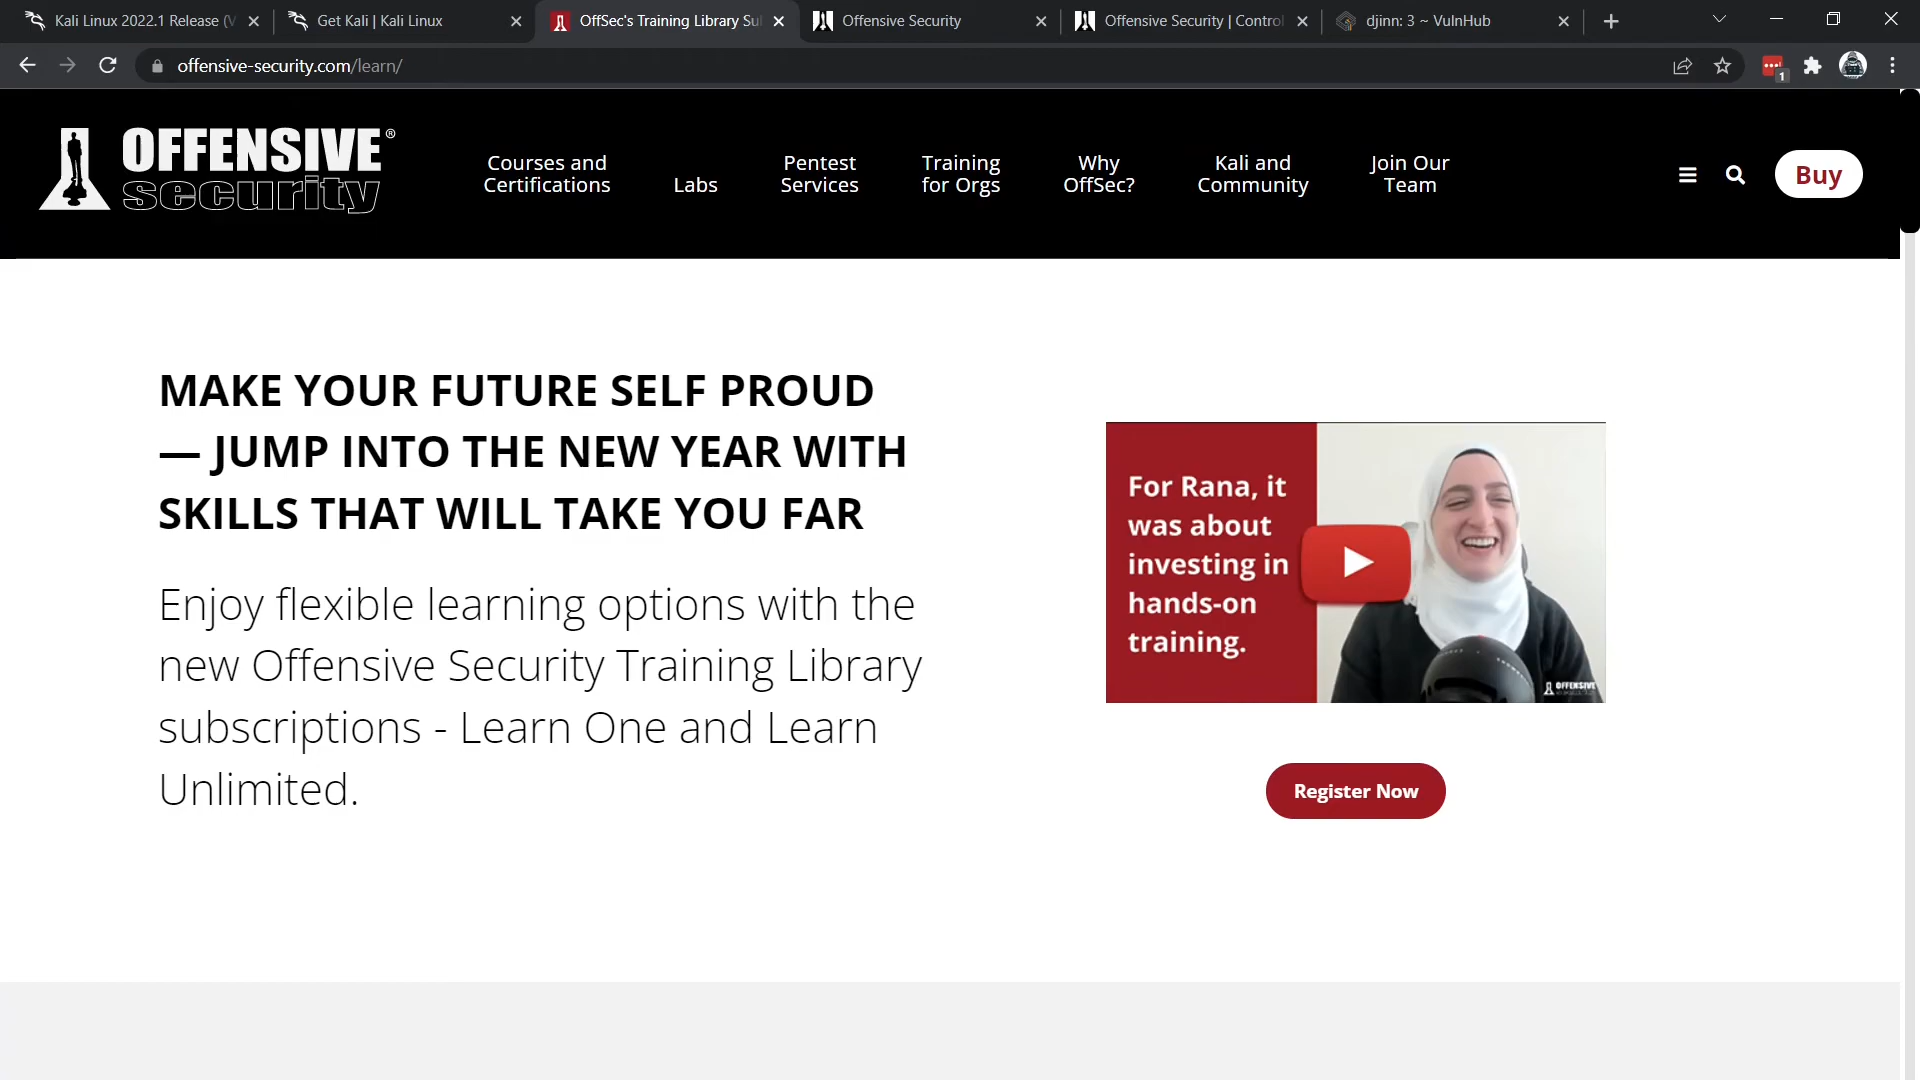 Kali Linux 2022.1 Release (V
Get Kali | Kali Linux
OffSec's Training Library Su
Offensive Security
Offensive Security | Control
djinn: 3 ~ VulnHub
offensive-security.com/learn/
1
OFFENSIVE®
security
Courses and
Certifications
Labs
Pentest
Services
Training
for Orgs
Why
OffSec?
Kali and
Community
Join Our
Team
Buy
MAKE YOUR FUTURE SELF PROUD
— JUMP INTO THE NEW YEAR WITH
SKILLS THAT WILL TAKE YOU FAR
Enjoy flexible learning options with the
new Offensive Security Training Library
subscriptions - Learn One and Learn
Unlimited.
For Rana, it
was about
investing in
hands-on
training.
OFFENSIVE
Register Now